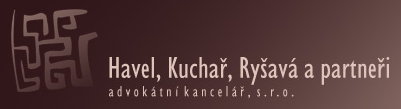 Havel, Kuchař, Ryšavá a partneři
advokátní kancelář, s.r.o.